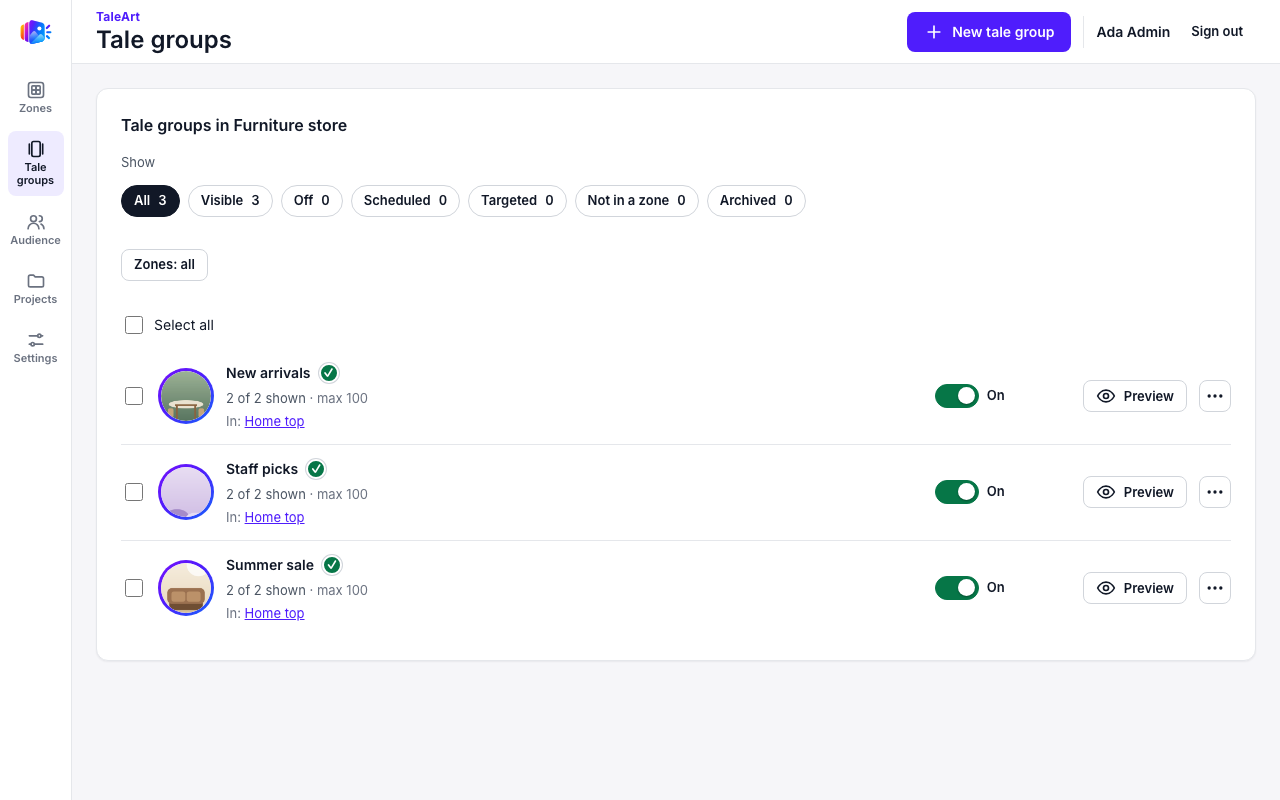 TaleArt
Tale groups
New tale group
Ada Admin
Sign out
Zones
Tale
groups
Audience
Projects
Settings
Tale groups in Furniture store
Show
All 3
Visible 3
Off 0
Scheduled 0
Targeted 0
Not in a zone 0
Archived 0
Zones: all
Select all
New arrivals
2 of 2 shown · max 100
In: Home top
On
Preview
Staff picks
2 of 2 shown · max 100
In: Home top
On
Preview
Summer sale
2 of 2 shown · max 100
In: Home top
On
Preview